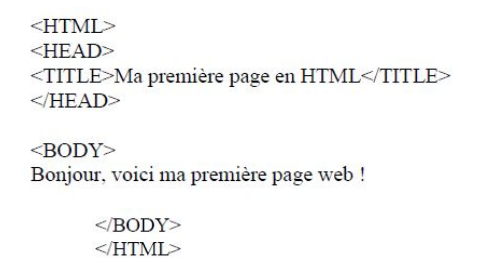 <HTML>
<HEAD>
<TITLE>Ma première page en HTML</TITLE>
</HEAD>
<BODY>
Bonjour, voici ma première page web !
</BODY>
</HTML>